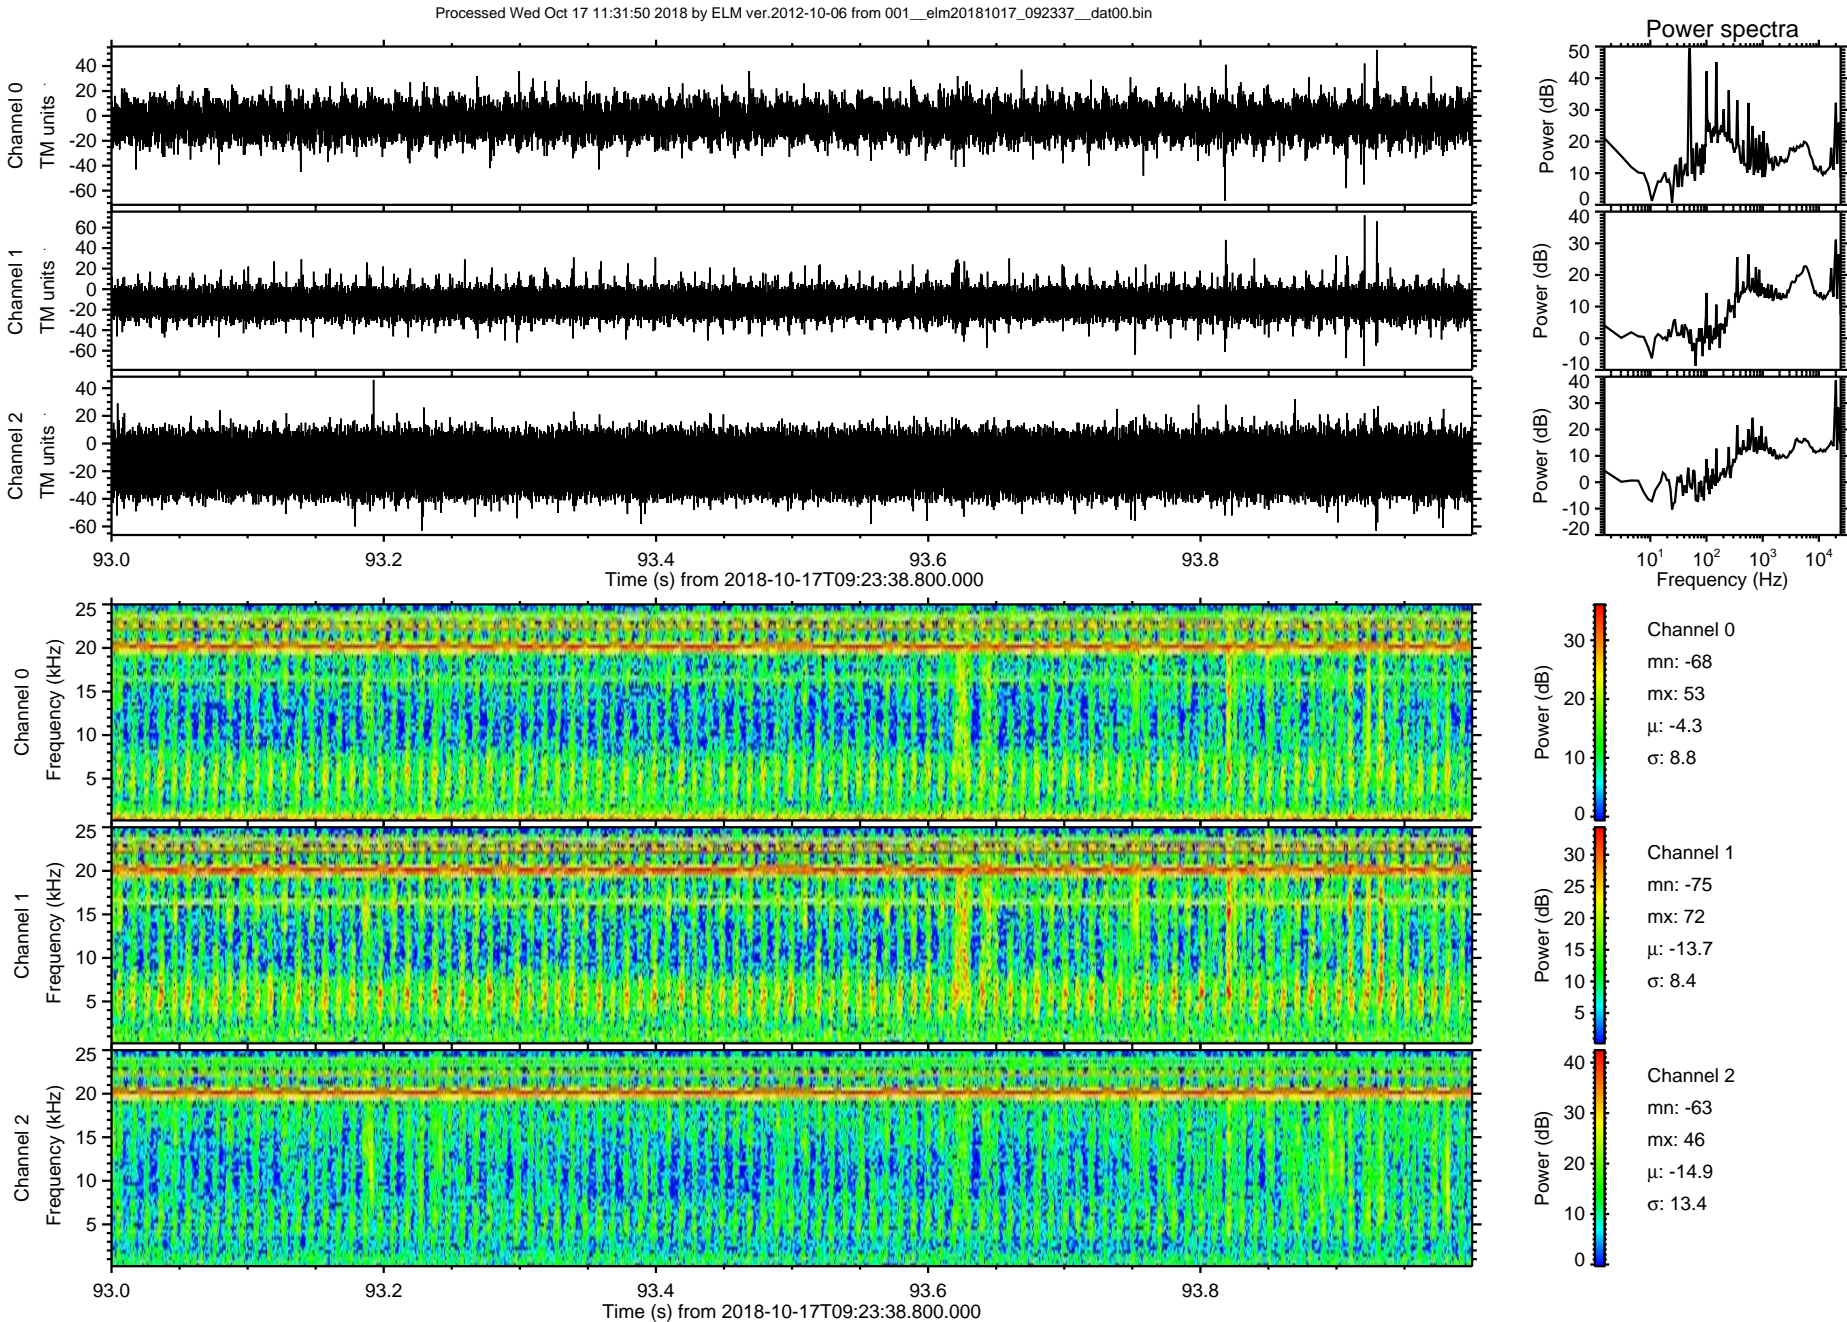 Processed Wed Oct 17 11:31:50 2018 by ELM ver.2012-10-06 from 001__elm20181017_092337__dat00.bin
Power spectra
Channel 0
TM units
40
20
0
-20
-40
-60
Power (dB)
50
40
30
20
10
0
Channel 1
TM units
60
40
20
0
-20
-40
-60
Power (dB)
40
30
20
10
0
-10
Channel 2
TM units
40
20
0
-20
-40
-60
Power (dB)
40
30
20
10
0
-10
-20
93.0 93.2 93.4 93.6 93.8
Time (s) from 2018-10-17T09:23:38.800.000
10¹ 10² 10³ 10⁴
Frequency (Hz)
Channel 0
Frequency (kHz)
25
20
15
10
5
Power (dB)
30
20
10
0
Channel 0
mn: -68
mx: 53
μ: -4.3
σ: 8.8
Channel 1
Frequency (kHz)
25
20
15
10
5
Power (dB)
30
25
20
15
10
5
Channel 1
mn: -75
mx: 72
μ: -13.7
σ: 8.4
Channel 2
Frequency (kHz)
25
20
15
10
5
Power (dB)
40
30
20
10
0
Channel 2
mn: -63
mx: 46
μ: -14.9
σ: 13.4
93.0 93.2 93.4 93.6 93.8
Time (s) from 2018-10-17T09:23:38.800.000